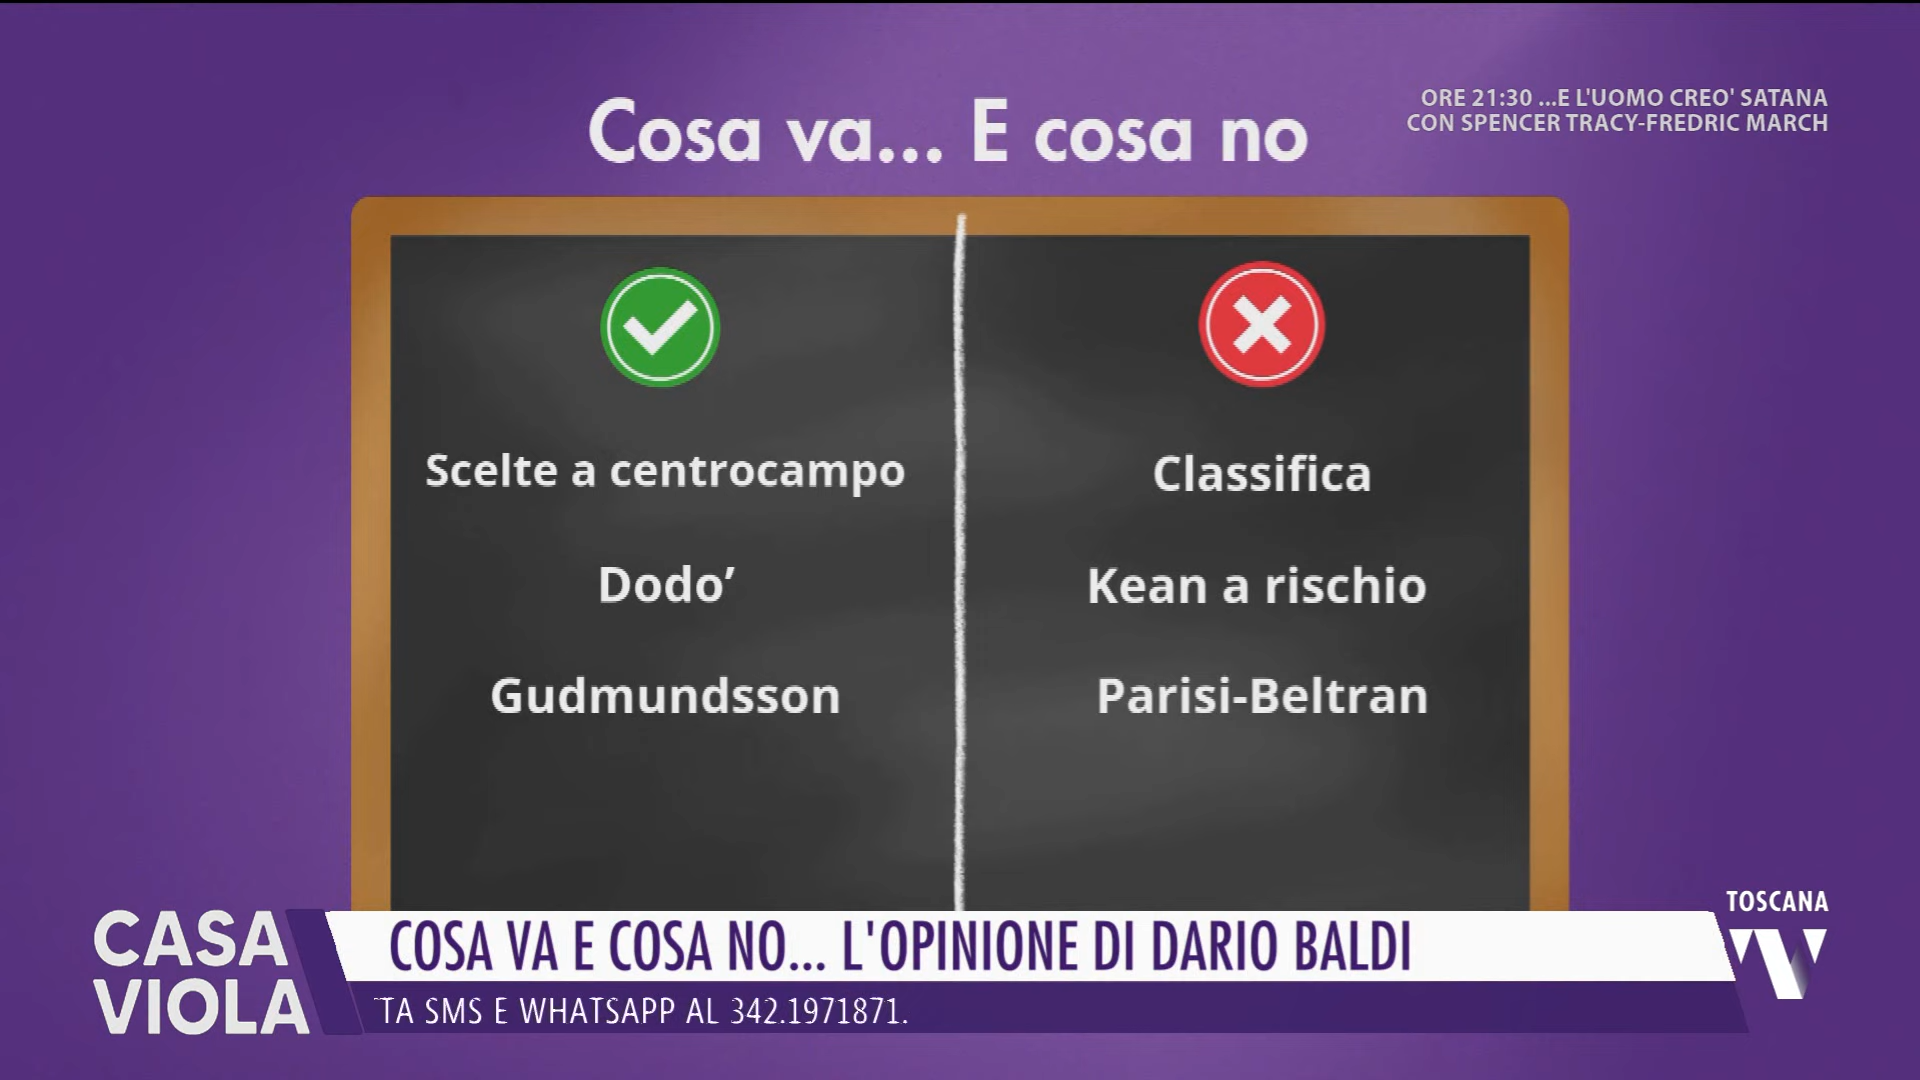 Cosa va... E cosa no
ORE 21:30 ...E L'UOMO CREO' SATANA
CON SPENCER TRACY-FREDRIC MARCH
Scelte a centrocampo
Dodo’
Gudmundsson
Classifica
Kean a rischio
Parisi-Beltran
CASA
VIOLA
COSA VA E COSA NO... L'OPINIONE DI DARIO BALDI
TA SMS E WHATSAPP AL 342.1971871.
TOSCANA
TV